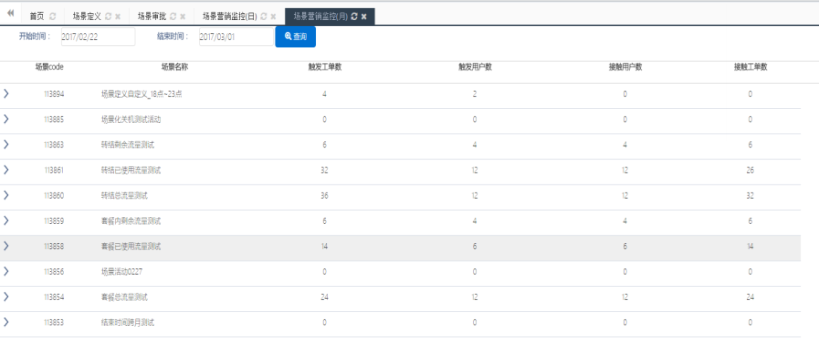 首页 场景定义 场景审批 场景营销监控(日) 场景营销监控(月)
开始时间： 2017/02/22 结束时间： 2017/03/01 查询
场景code 场景名称 触发工单数 触发用户数 接触用户数 接触工单数
113894 场景定义自定义_18点-23点 4 2 0 0
113885 场景化关机测试活动 0 0 0 0
113863 转结剩余流量测试 6 4 4 6
113861 转结已使用流量测试 32 12 12 26
113860 转结总流量测试 36 12 12 32
113859 套餐内剩余流量测试 6 4 4 6
113858 套餐已使用流量测试 14 6 6 14
113856 场景活动0227 0 0 0 0
113854 套餐总流量测试 24 12 12 24
113853 结束时间跨月测试 0 0 0 0